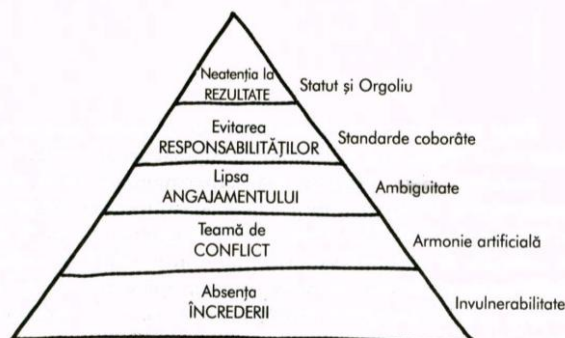 Neatenția la
REZULTATE
Statut și Orgoliu
Evitarea
RESPONSABILITĂȚILOR
Standarde coborâte
Lipsa
ANGAJAMENTULUI
Ambiguitate
Teamă de
CONFLICT
Armonie artificială
Absența
ÎNCREDERII
Invulnerabilitate